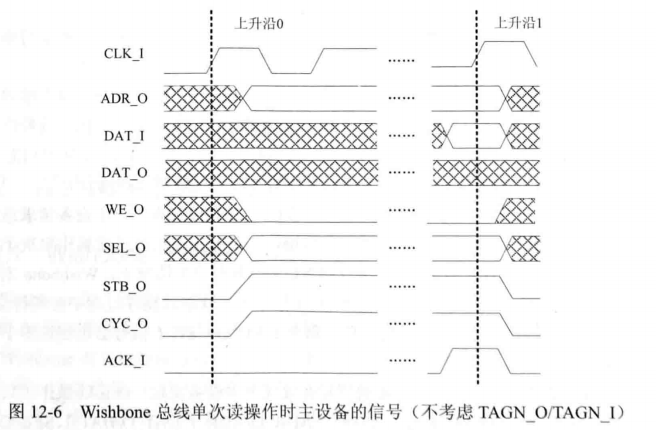 上升沿0
上升沿1
CLK_I
......
ADR_O
......
DAT_I
......
DAT_O
......
WE_O
......
SEL_O
......
STB_O
......
CYC_O
......
ACK_I
......
图 12-6 Wishbone 总线单次读操作时主设备的信号（不考虑 TAGN_O/TAGN_I）